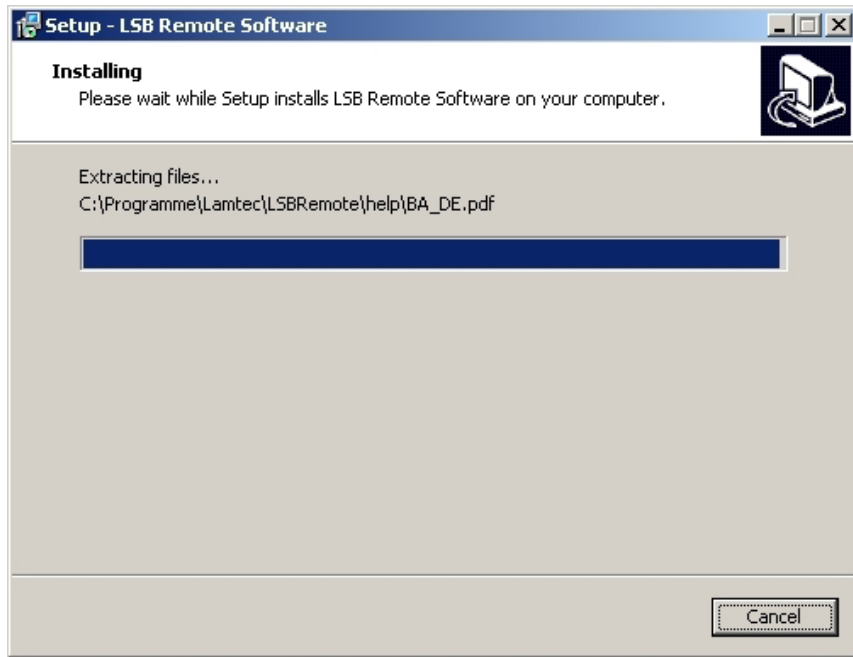 Setup - LSB Remote Software
Installing
Please wait while Setup installs LSB Remote Software on your computer.
Extracting files...
C:\Programme\Lamtec\LSBRemote\help\BA_DE.pdf
Cancel